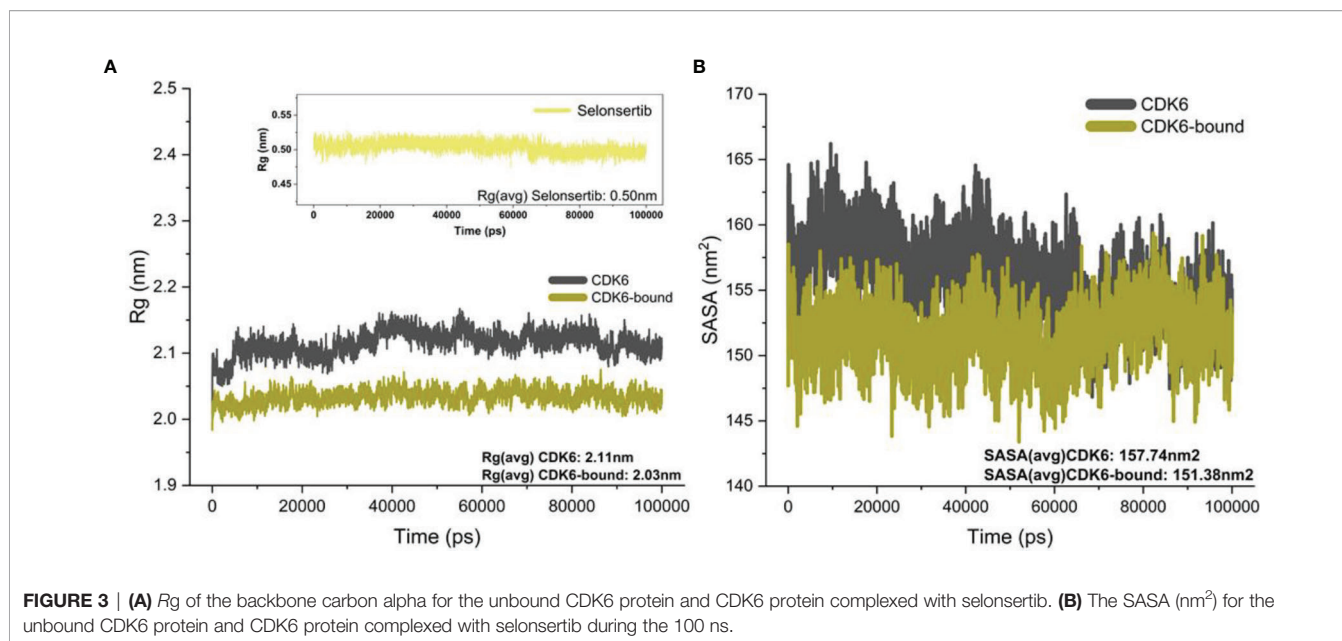 A
2.5
2.4
2.3
2.2
2.1
2.0
1.9
Rg (nm)
0.55
0.50
0.45
Rg (nm)
Selonsertib
Rg(avg) Selonsertib: 0.50nm
0 20000 40000 60000 80000 100000
Time (ps)
CDK6
CDK6-bound
Rg(avg) CDK6: 2.11nm
Rg(avg) CDK6-bound: 2.03nm
0 20000 40000 60000 80000 100000
Time (ps)
B
170
165
160
155
150
145
140
SASA (nm²)
CDK6
CDK6-bound
SASA(avg)CDK6: 157.74nm2
SASA(avg)CDK6-bound: 151.38nm2
0 20000 40000 60000 80000 100000
Time (ps)
FIGURE 3 | (A) Rg of the backbone carbon alpha for the unbound CDK6 protein and CDK6 protein complexed with selonsertib. (B) The SASA (nm²) for the
unbound CDK6 protein and CDK6 protein complexed with selonsertib during the 100 ns.